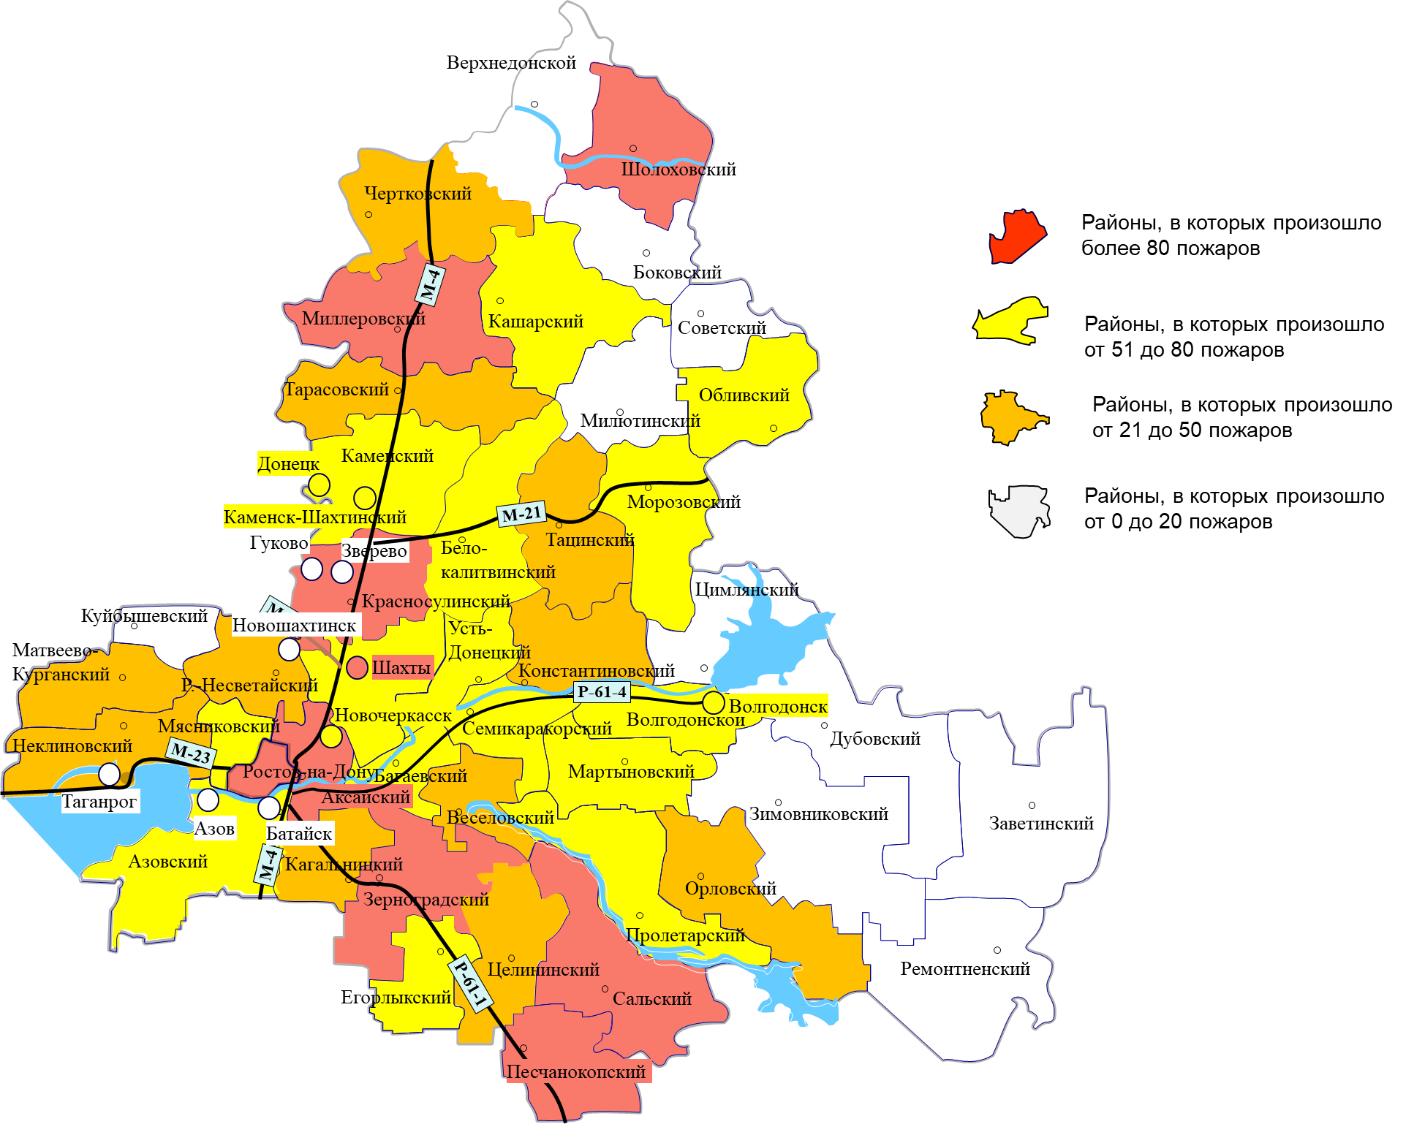 Верхнедонской
Шолоховский
Чертковский
Боковский
М-4
Миллеровский
Кашарский
Советский
Тарасовский
Обливский
Милютинский
Каменский
Донецк
Морозовский
Каменск-Шахтинский
М-21
Гуково
Зверево
Бело-
калитвинский
Тацинский
Цимлянский
Красносулинский
М
Куйбышевский
Новошахтинск
Усть-
Донецкий
Матвеево-
Курганский
Шахты
Константиновский
Р.-Несветайский
Р-61-4
Волгодонск
Мясниковский
Новочеркасск
Семикаракорский
Волгодонской
Неклиновский
М-23
Дубовский
Ростов-на-Дону
Багаевский
Мартыновский
Таганрог
Аксайский
Азов
Батайск
Веселовский
Зимовниковский
Заветинский
Азовский
М-4
Кагальницкий
Зерноградский
Орловский
Пролетарский
Целининский
Р-61-1
Егорлыкский
Сальский
Ремонтненский
Песчанокопский
Районы, в которых произошло
более 80 пожаров
Районы, в которых произошло
от 51 до 80 пожаров
Районы, в которых произошло
от 21 до 50 пожаров
Районы, в которых произошло
от 0 до 20 пожаров